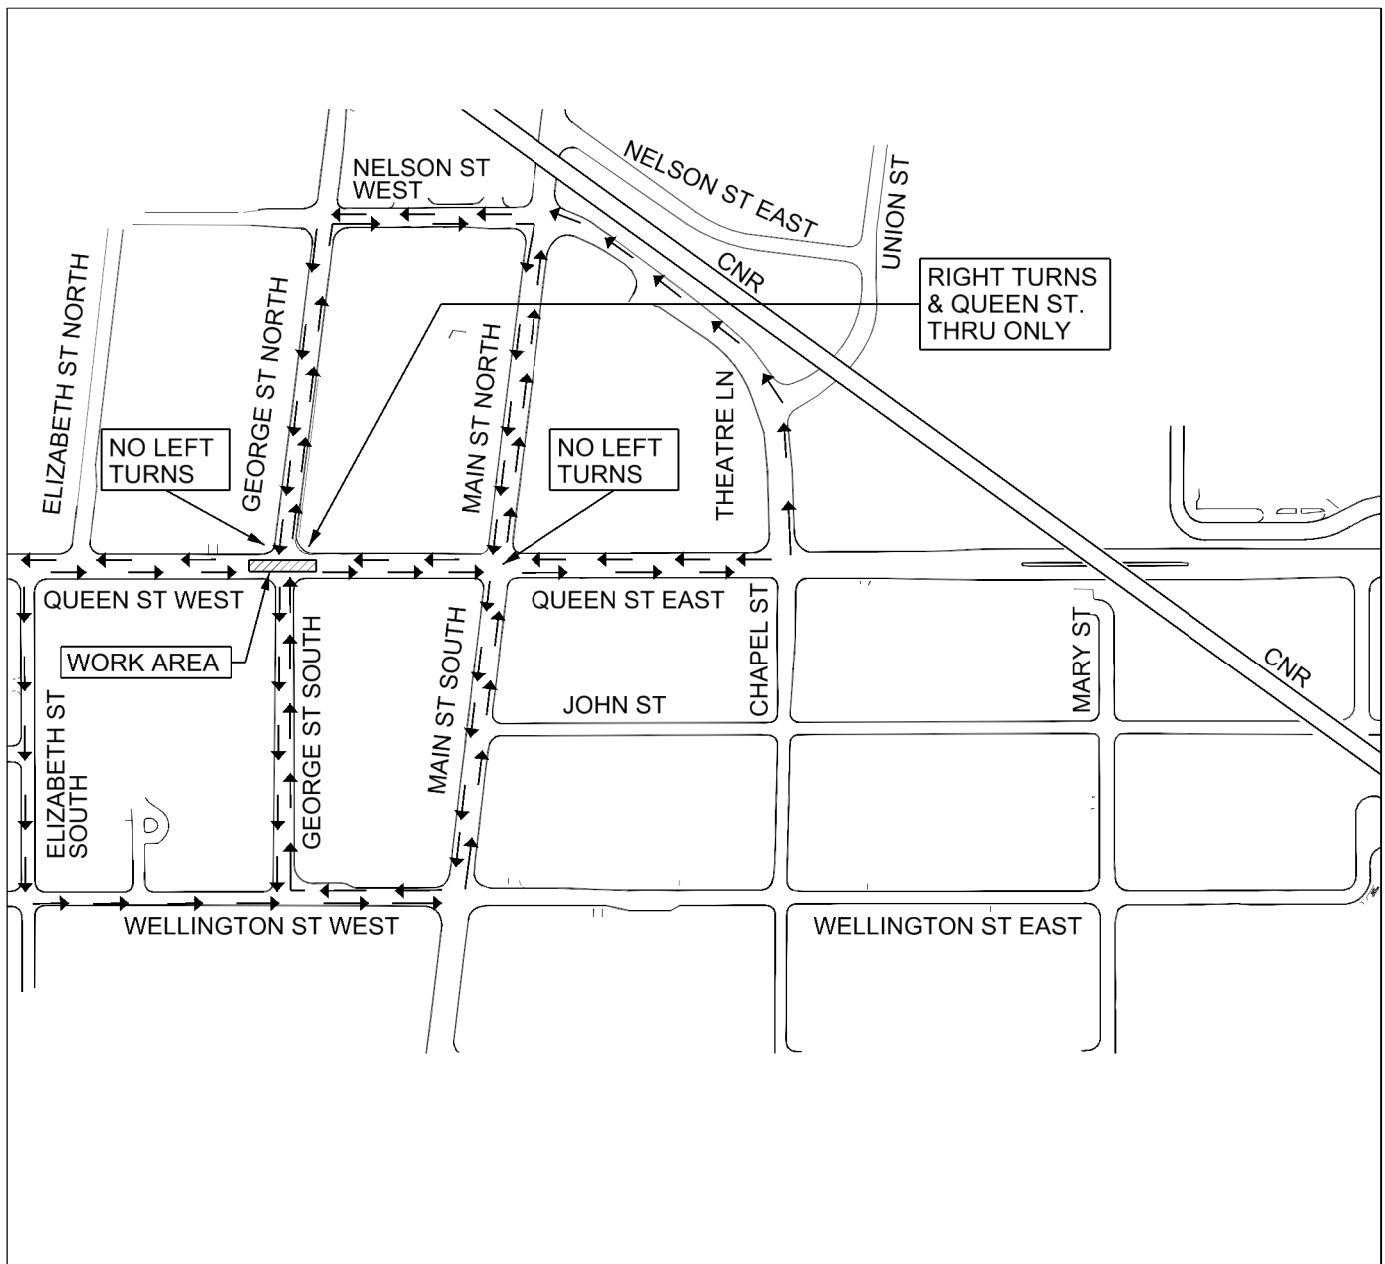 NELSON ST
WEST
NELSON ST EAST
UNION ST
CNR
RIGHT TURNS
& QUEEN ST.
THRU ONLY
ELIZABETH ST NORTH
GEORGE ST NORTH
MAIN ST NORTH
THEATRE LN
NO LEFT
TURNS
NO LEFT
TURNS
QUEEN ST WEST
QUEEN ST EAST
WORK AREA
GEORGE ST SOUTH
MAIN ST SOUTH
CHAPEL ST
MARY ST
CNR
JOHN ST
ELIZABETH ST
SOUTH
WELLINGTON ST WEST
WELLINGTON ST EAST